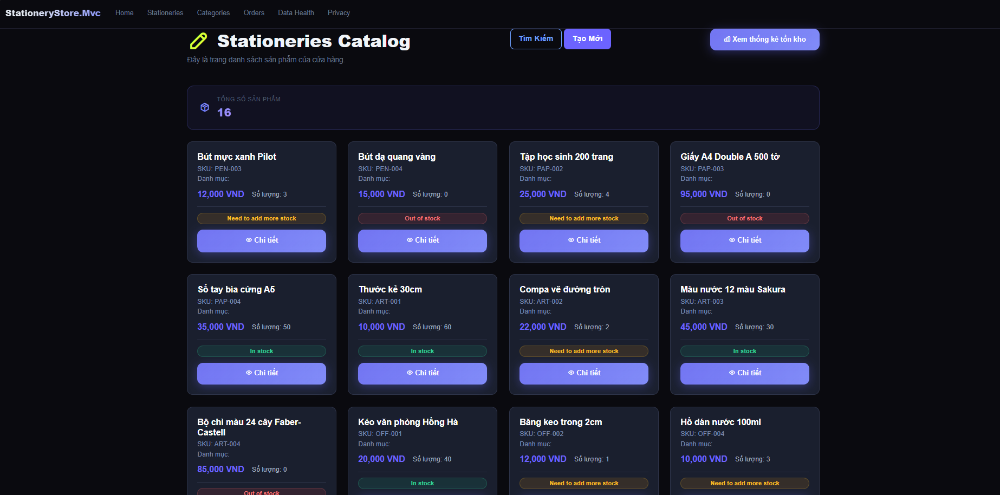 StationeryStore.Mvc Home Stationeries Categories Orders Data Health Privacy
Stationeries Catalog
Đây là trang danh sách sản phẩm của cửa hàng.
Tìm Kiếm Tạo Mới
Xem thống kê tồn kho
TỔNG SỐ SẢN PHẨM
16
Bút mực xanh Pilot
SKU: PEN-003
Danh mục:
12,000 VND Số lượng: 3
Need to add more stock
Chi tiết
Bút dạ quang vàng
SKU: PEN-004
Danh mục:
15,000 VND Số lượng: 0
Out of stock
Chi tiết
Tập học sinh 200 trang
SKU: PAP-002
Danh mục:
25,000 VND Số lượng: 4
Need to add more stock
Chi tiết
Giấy A4 Double A 500 tờ
SKU: PAP-003
Danh mục:
95,000 VND Số lượng: 0
Out of stock
Chi tiết
Sổ tay bìa cứng A5
SKU: PAP-004
Danh mục:
35,000 VND Số lượng: 50
In stock
Chi tiết
Thước kẻ 30cm
SKU: ART-001
Danh mục:
10,000 VND Số lượng: 60
In stock
Chi tiết
Compa vẽ đường tròn
SKU: ART-002
Danh mục:
22,000 VND Số lượng: 2
Need to add more stock
Chi tiết
Màu nước 12 màu Sakura
SKU: ART-003
Danh mục:
45,000 VND Số lượng: 30
In stock
Chi tiết
Bộ chì màu 24 cây Faber-
Castell
SKU: ART-004
Danh mục:
85,000 VND Số lượng: 0
Out of stock
Kéo văn phòng Hồng Hà
SKU: OFF-001
Danh mục:
20,000 VND Số lượng: 40
In stock
Băng keo trong 2cm
SKU: OFF-002
Danh mục:
12,000 VND Số lượng: 1
Need to add more stock
Hồ dán nước 100ml
SKU: OFF-004
Danh mục:
10,000 VND Số lượng: 3
Need to add more stock